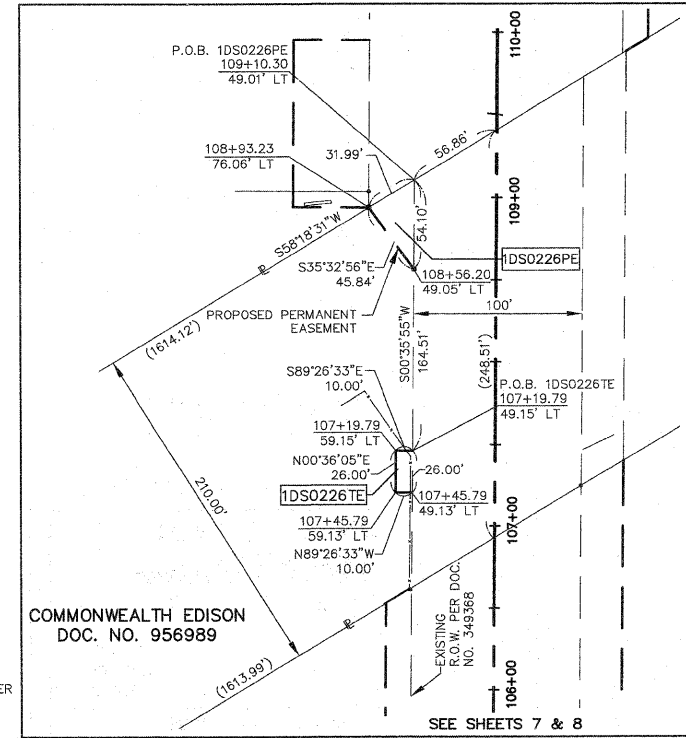 110+00
P.O.B. 1DS0226PE
109+10.30
49.01' LT
56.86'
108+93.23
76.06' LT
31.99'
109+00
54.10'
S58°18'31"W
1DS0226PE
S35°32'56"E
45.84'
108+56.20
49.05' LT
100'
PROPOSED PERMANENT
EASEMENT
S00°35'55"W
164.51'
(1614.12')
(248.51')
S89°26'33"E
10.00'
P.O.B. 1DS0226TE
107+19.79
49.15' LT
107+19.79
59.15' LT
N00°36'05"E
26.00'
26.00'
1DS0226TE
107+45.79
49.13' LT
107+45.79
59.13' LT
N89°26'33"W
10.00'
107+00
210.00'
COMMONWEALTH EDISON
DOC. NO. 956989
EXISTING
R.O.W. PER DOC.
NO. 349368
(1613.99')
106+00
ER
SEE SHEETS 7 & 8